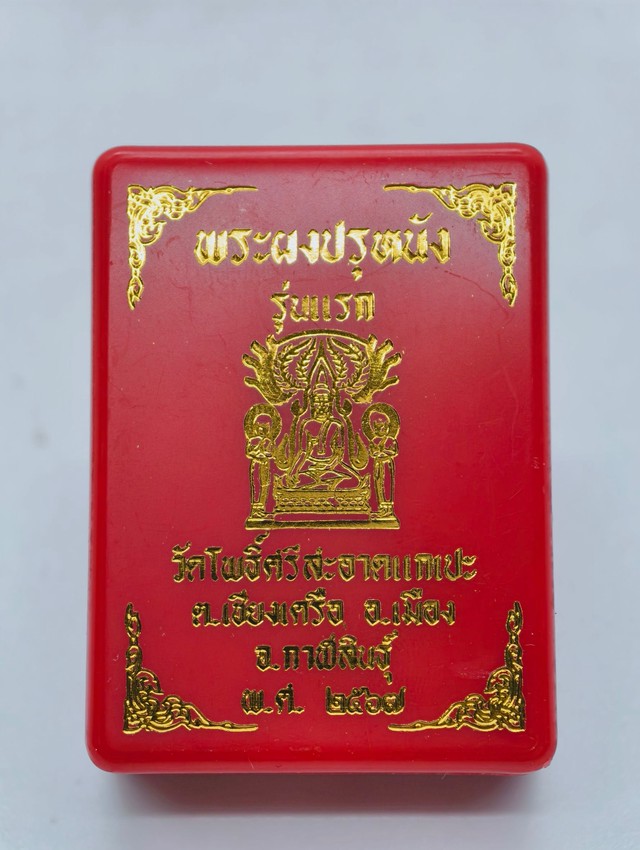 พระผงปรุหนัง
รุ่นแรก
วัดโพธิ์ศรีสะอาดแกเปะ
ต.เชียงเครือ อ.เมือง
จ.กาฬสินธุ์
พ.ศ. ๒๕๖๗